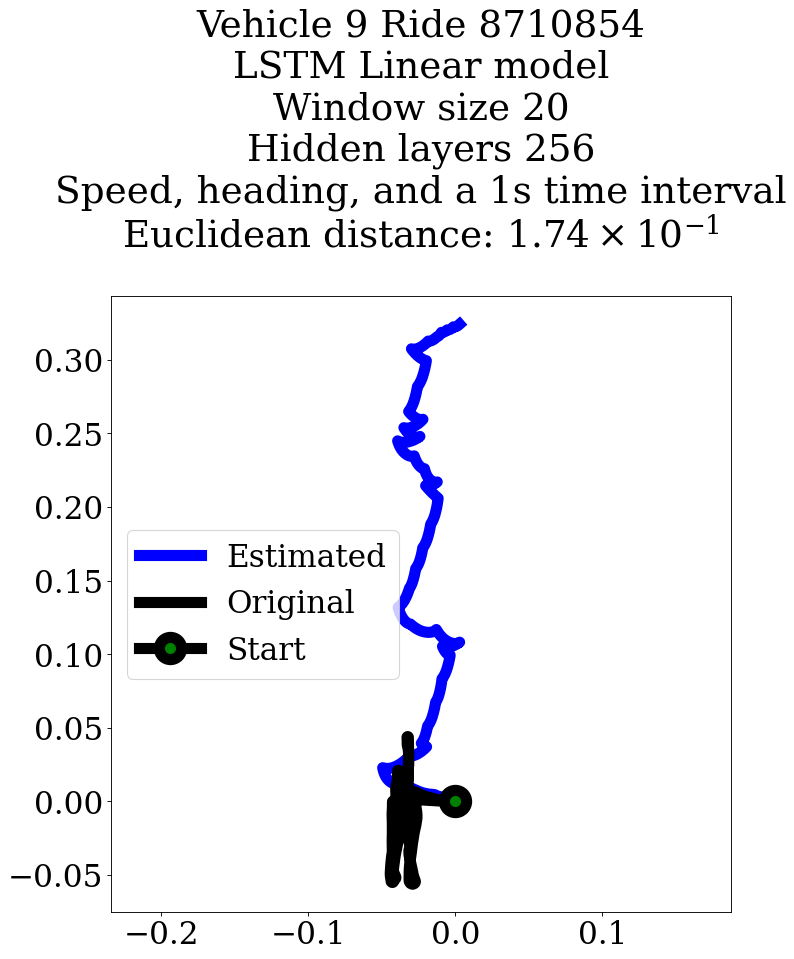 Vehicle 9 Ride 8710854
LSTM Linear model
Window size 20
Hidden layers 256
Speed, heading, and a 1s time interval
Euclidean distance: 1.74 × 10⁻¹
0.30
0.25
0.20
0.15
0.10
0.05
0.00
−0.05
Estimated
Original
Start
−0.2 −0.1 0.0 0.1